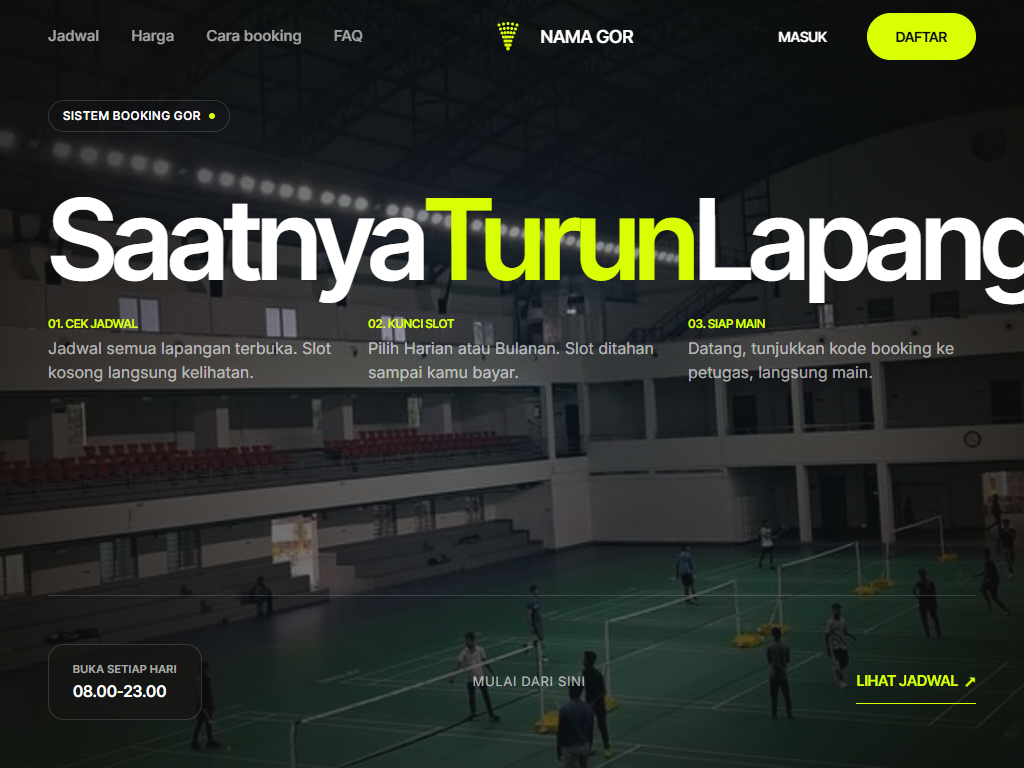 Jadwal Harga Cara booking FAQ NAMA GOR MASUK DAFTAR
SISTEM BOOKING GOR
SaatnyaTurunLapang
01. CEK JADWAL
Jadwal semua lapangan terbuka. Slot
kosong langsung kelihatan.
02. KUNCI SLOT
Pilih Harian atau Bulanan. Slot ditahan
sampai kamu bayar.
03. SIAP MAIN
Datang, tunjukkan kode booking ke
petugas, langsung main.
BUKA SETIAP HARI
08.00-23.00
MULAI DARI SINI
LIHAT JADWAL ↗